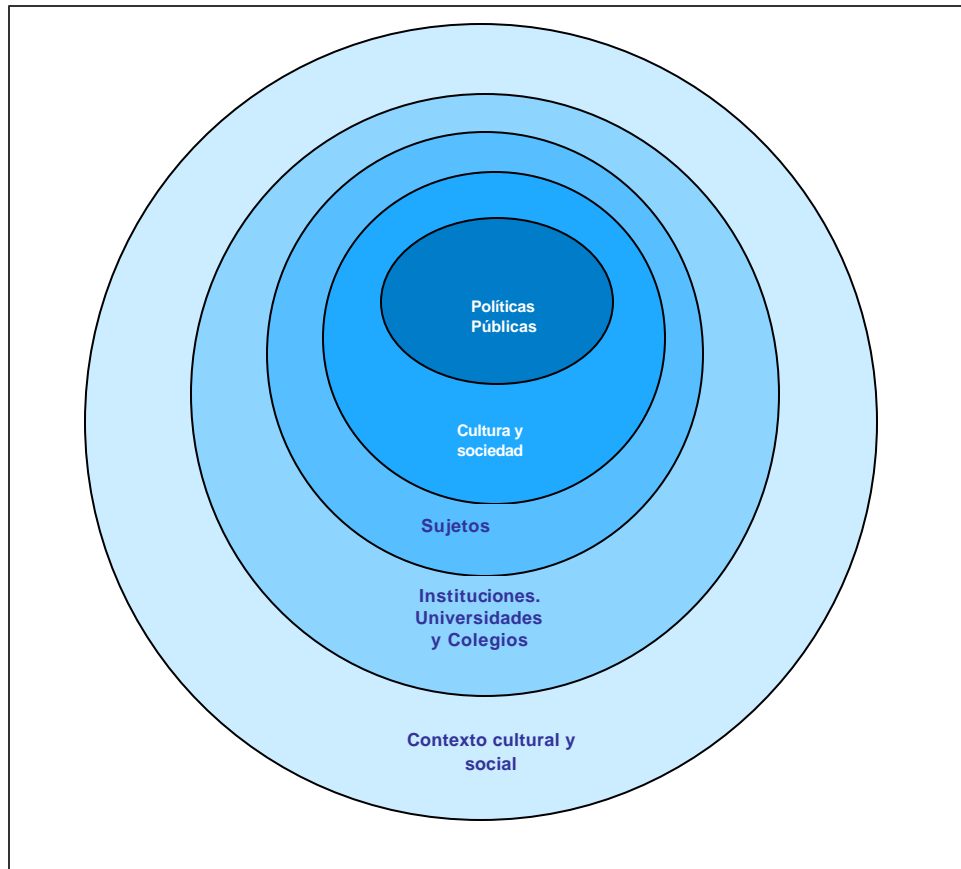 Políticas
Públicas
Cultura y
sociedad
Sujetos
Instituciones.
Universidades
y Colegios
Contexto cultural y
social